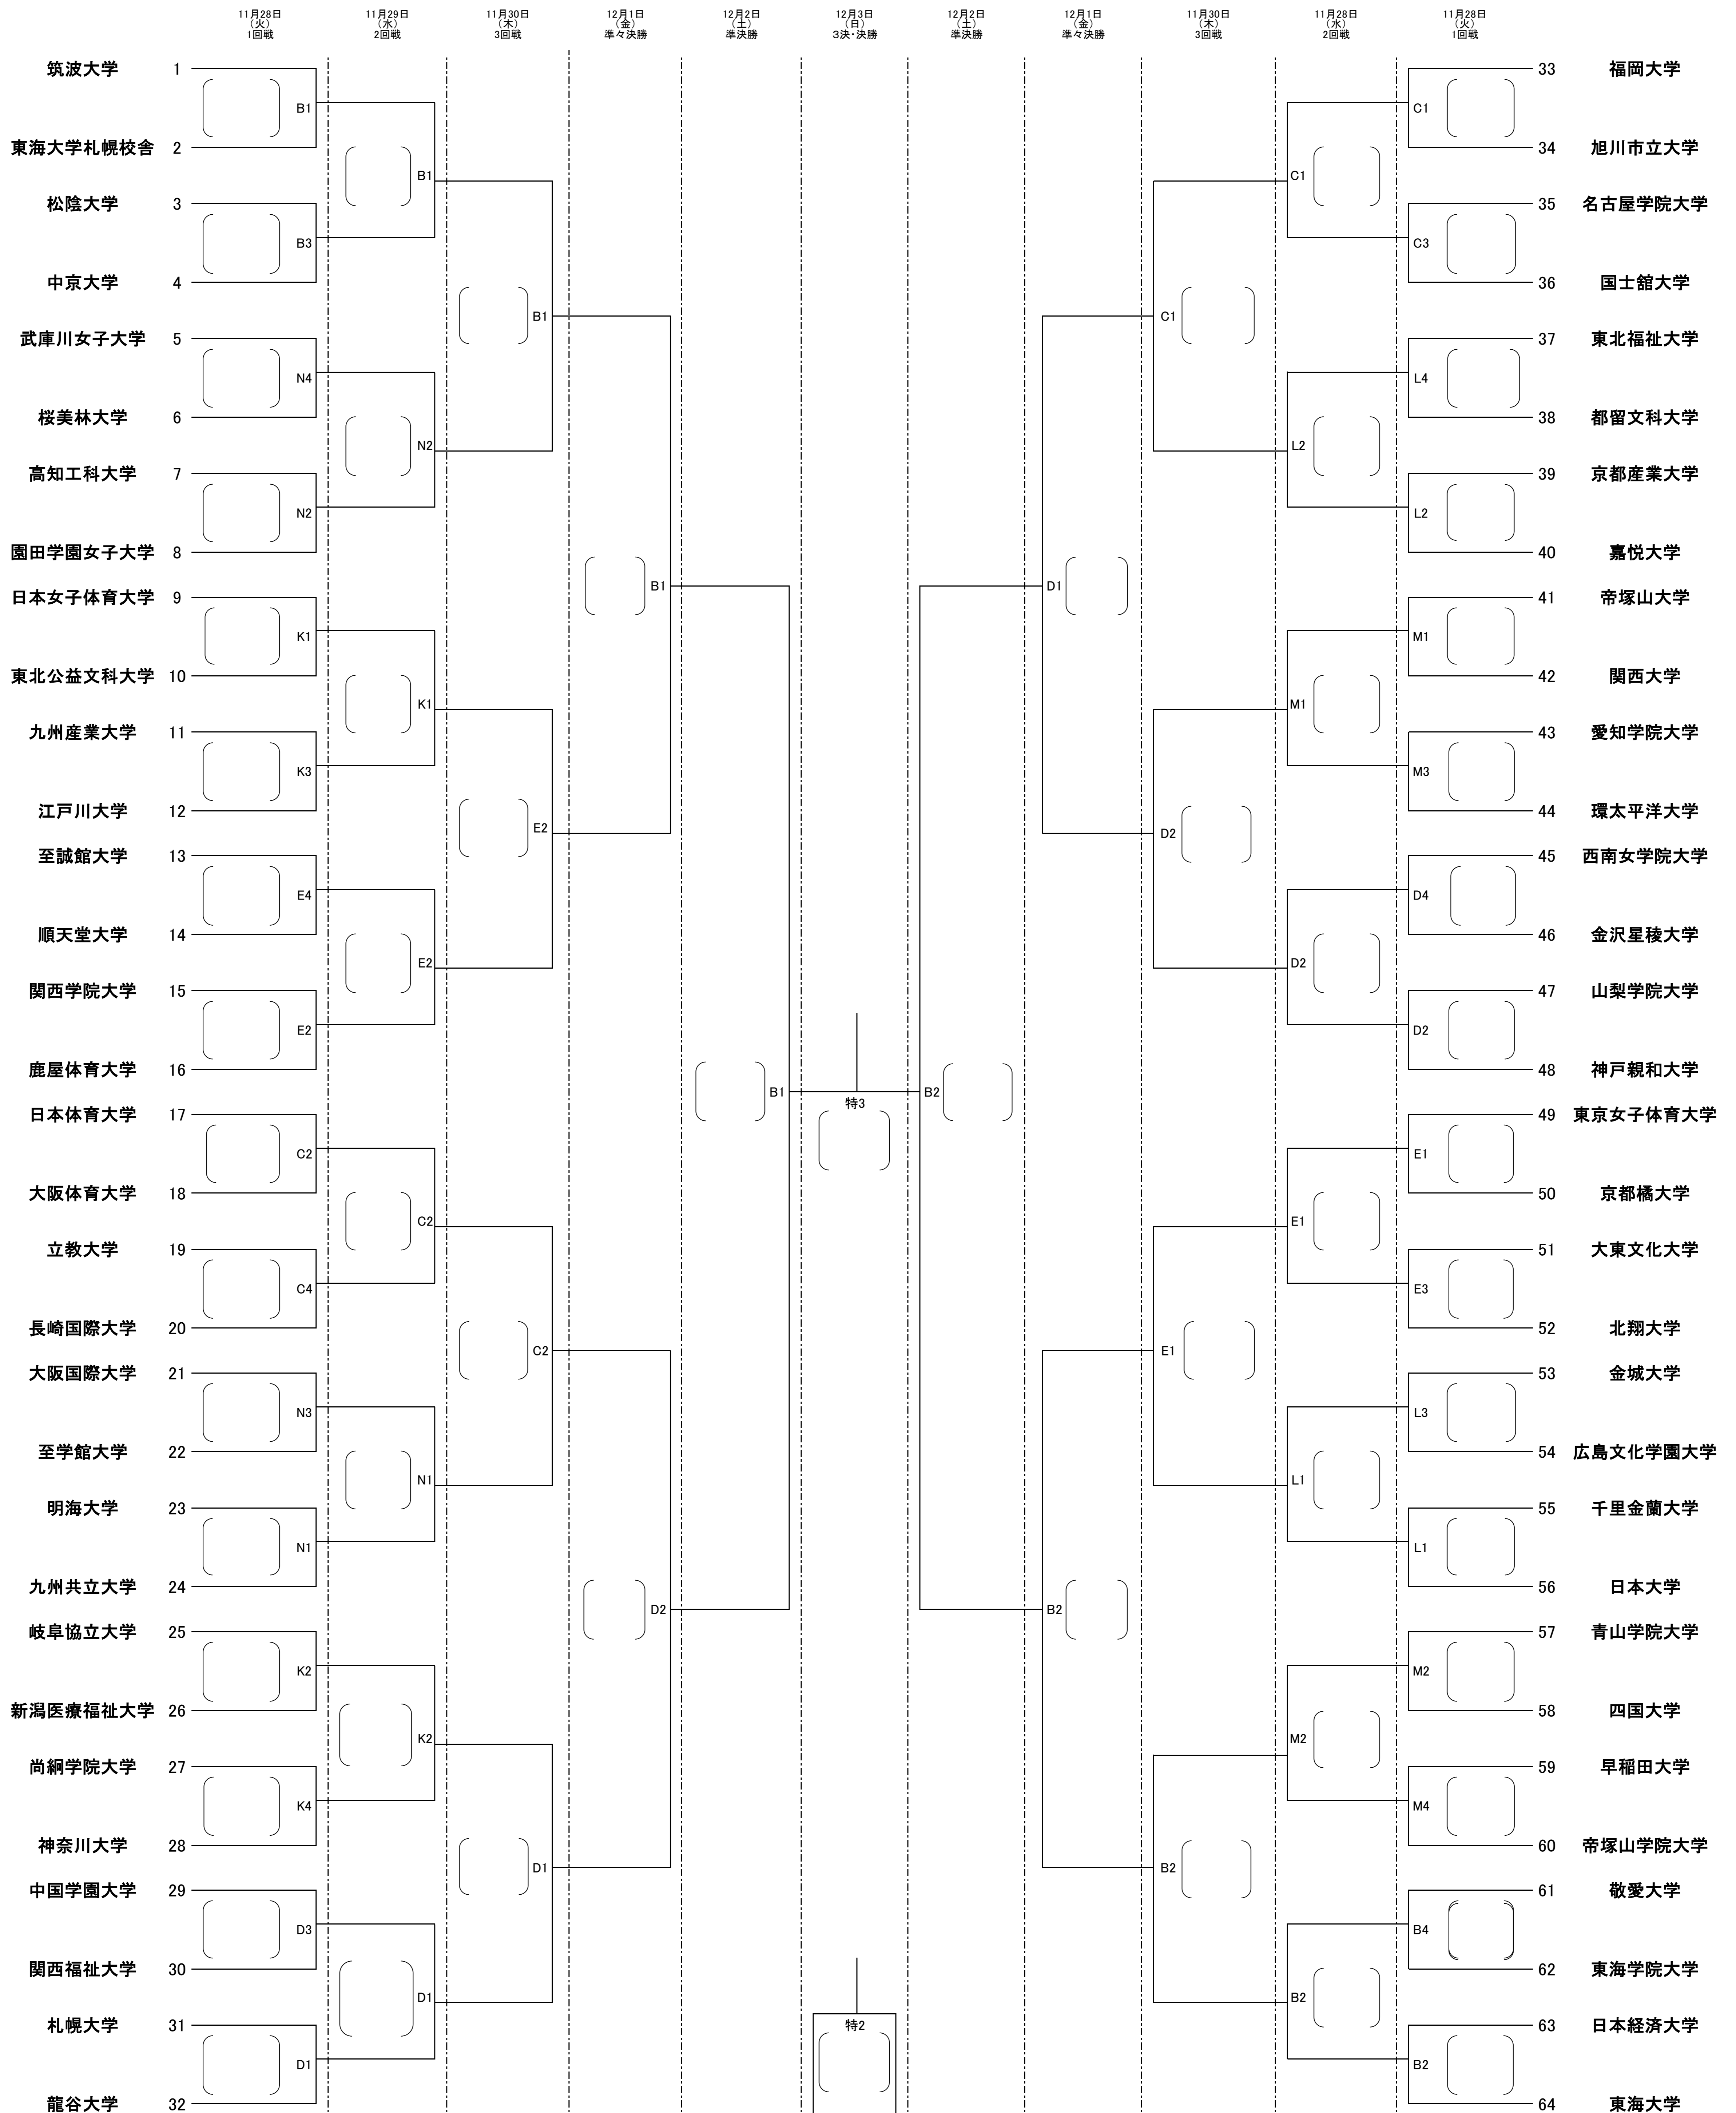 11月28日
（火）
1回戦
11月29日
（水）
2回戦
11月30日
（木）
3回戦
12月1日
（金）
準々決勝
12月2日
（土）
準決勝
12月3日
（日）
3決・決勝
12月2日
（土）
準決勝
12月1日
（金）
準々決勝
11月30日
（木）
3回戦
11月28日
（水）
2回戦
11月28日
（火）
1回戦
筑波大学 1
B1
東海大学札幌校舎 2
B1
松陰大学 3
B3
中京大学 4
B1
武庫川女子大学 5
N4
桜美林大学 6
N2
高知工科大学 7
N2
園田学園女子大学 8
B1
日本女子体育大学 9
K1
東北公益文科大学 10
K1
九州産業大学 11
K3
江戸川大学 12
E2
至誠館大学 13
E4
順天堂大学 14
E2
関西学院大学 15
E2
鹿屋体育大学 16
B1
日本体育大学 17
C2
大阪体育大学 18
C2
立教大学 19
C4
長崎国際大学 20
C2
大阪国際大学 21
N3
至学館大学 22
N1
明海大学 23
N1
九州共立大学 24
D2
岐阜協立大学 25
K2
新潟医療福祉大学 26
K2
尚絅学院大学 27
K4
神奈川大学 28
D1
中国学園大学 29
D3
関西福祉大学 30
D1
札幌大学 31
D1
龍谷大学 32
特3
特2
33 福岡大学
C1
34 旭川市立大学
C1
35 名古屋学院大学
C3
36 国士舘大学
C1
37 東北福祉大学
L4
38 都留文科大学
L2
39 京都産業大学
L2
40 嘉悦大学
D1
41 帝塚山大学
M1
42 関西大学
M1
43 愛知学院大学
M3
44 環太平洋大学
D2
45 西南女学院大学
D4
46 金沢星稜大学
D2
47 山梨学院大学
D2
48 神戸親和大学
B2
49 東京女子体育大学
E1
50 京都橘大学
E1
51 大東文化大学
E3
52 北翔大学
E1
53 金城大学
L3
54 広島文化学園大学
L1
55 千里金蘭大学
L1
56 日本大学
B2
57 青山学院大学
M2
58 四国大学
M2
59 早稲田大学
M4
60 帝塚山学院大学
B2
61 敬愛大学
B4
62 東海学院大学
B2
63 日本経済大学
B2
64 東海大学